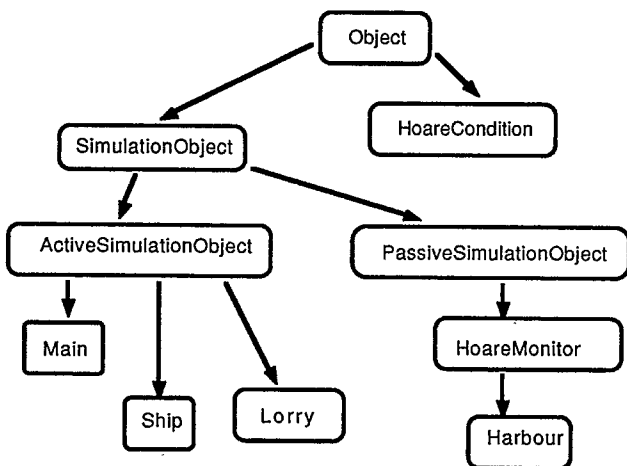 Object
HoareCondition
SimulationObject
ActiveSimulationObject
PassiveSimulationObject
Main
HoareMonitor
Ship
Lorry
Harbour